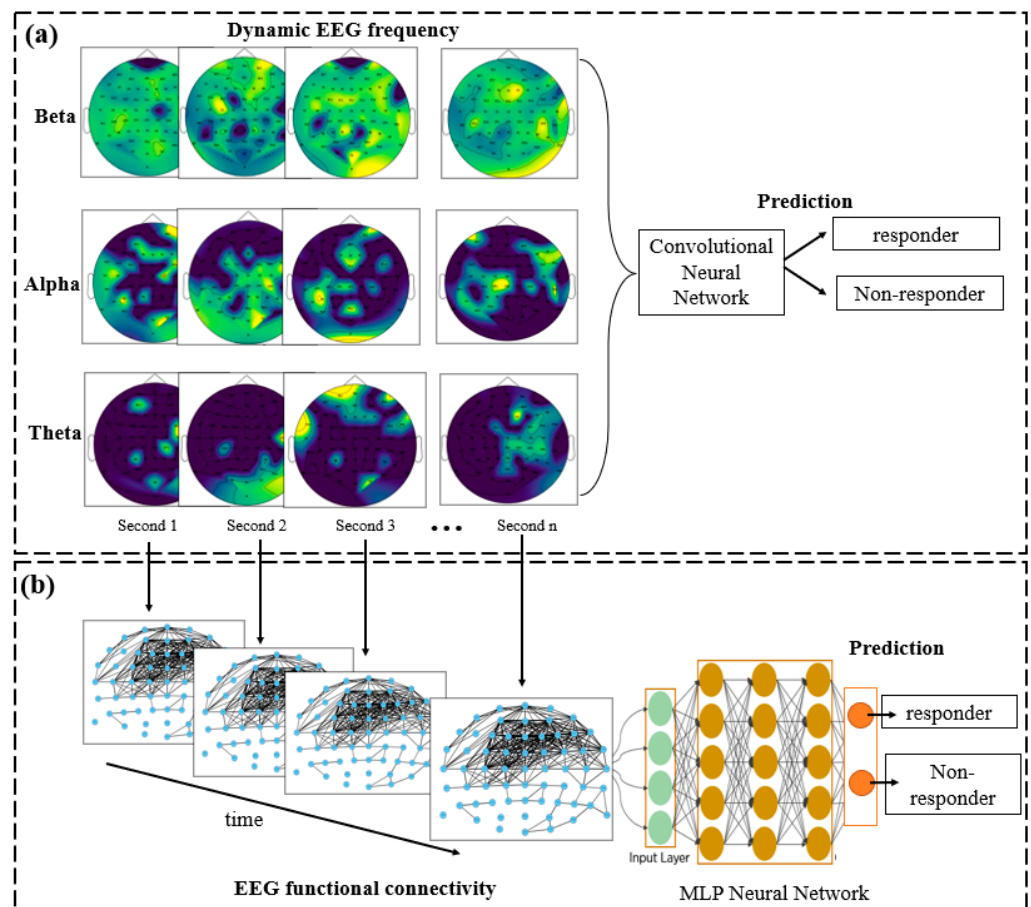 (a)
Dynamic EEG frequency
Beta
Alpha
Theta
Second 1
Second 2
Second 3
Second n
Convolutional
Neural
Network
Prediction
responder
Non-responder
(b)
time
EEG functional connectivity
Input Layer
MLP Neural Network
Prediction
responder
Non-
responder